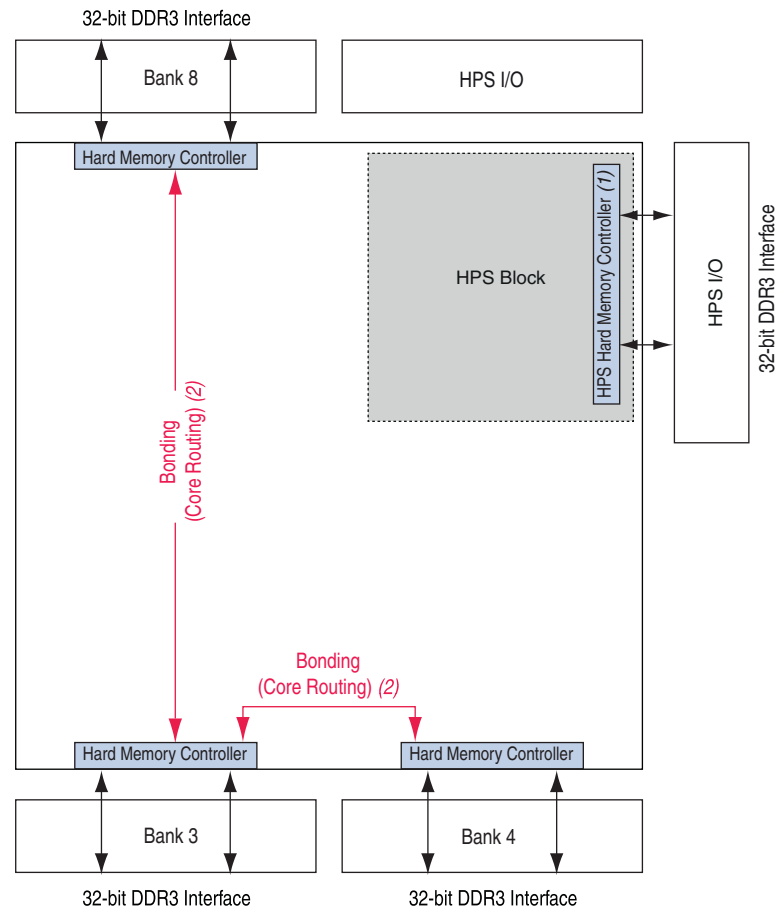 32-bit DDR3 Interface
Bank 8
HPS I/O
Hard Memory Controller
HPS Block
HPS Hard Memory Controller (1)
HPS I/O
32-bit DDR3 Interface
Bonding
(Core Routing) (2)
Bonding
(Core Routing) (2)
Hard Memory Controller
Hard Memory Controller
Bank 3
Bank 4
32-bit DDR3 Interface
32-bit DDR3 Interface